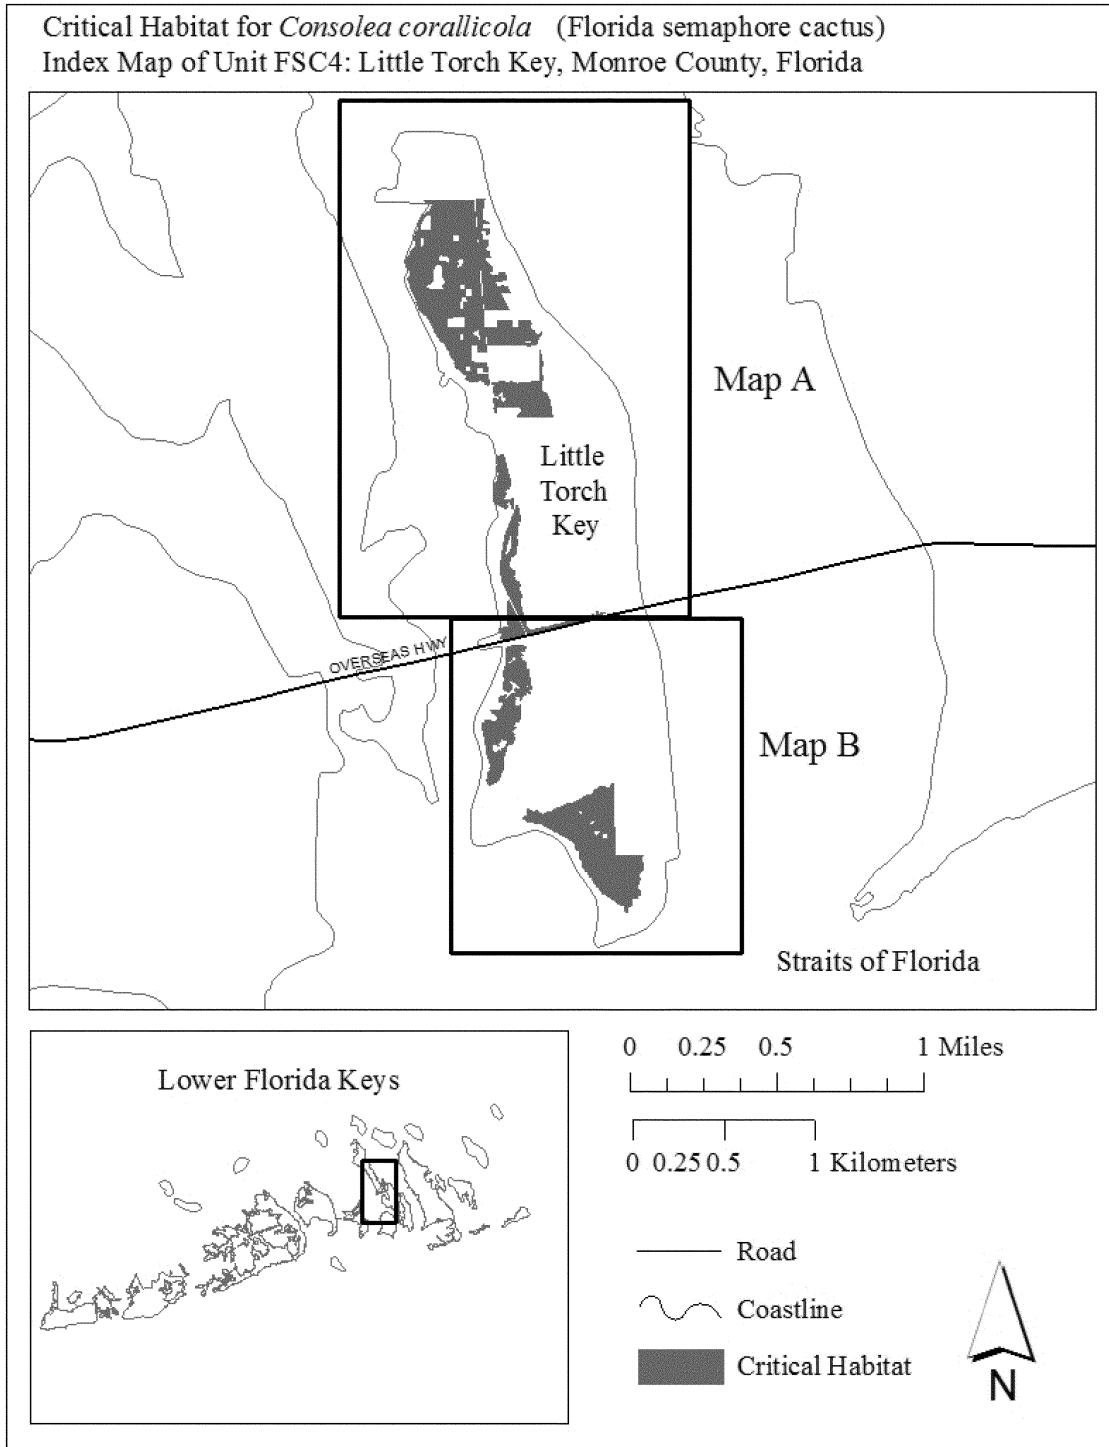 Critical Habitat for Consolea corallicola (Florida semaphore cactus)
Index Map of Unit FSC4: Little Torch Key, Monroe County, Florida
Map A
Little
Torch
Key
OVERSEAS HWY
Map B
Straits of Florida
Lower Florida Keys
0 0.25 0.5 1 Miles
0 0.25 0.5 1 Kilometers
Road
Coastline
Critical Habitat
N